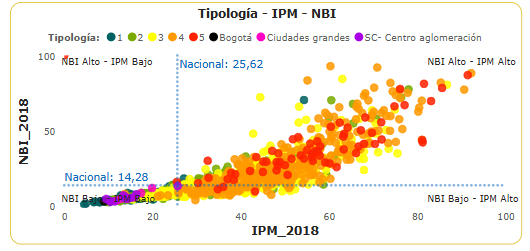 Tipología - IPM - NBI
Tipología: 1 2 3 4 5 Bogotá Ciudades grandes SC- Centro aglomeración
100
NBI Alto - IPM Bajo
Nacional: 25,62
NBI Alto - IPM Alto
NBI_2018
50
Nacional: 14,28
NBI Bajo - IPM Bajo
NBI Bajo - IPM Alto
0
0 20 40 60 80 100
IPM_2018